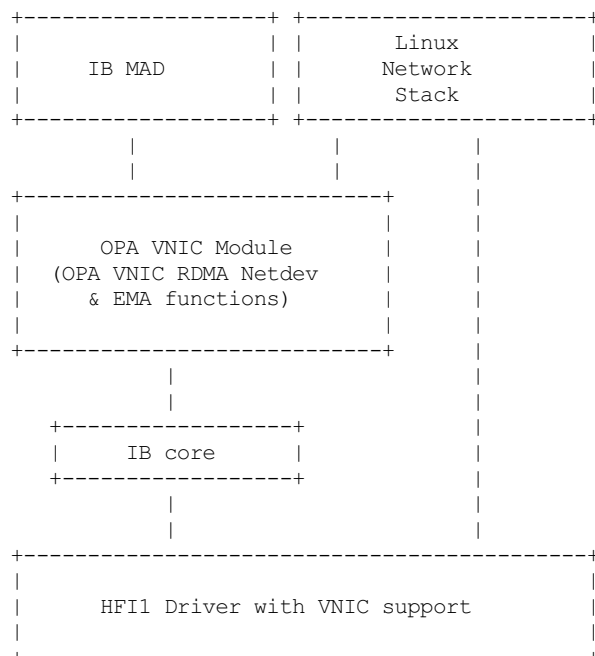 IB MAD
Linux
Network
Stack
OPA VNIC Module
(OPA VNIC RDMA Netdev
& EMA functions)
IB core
HFI1 Driver with VNIC support